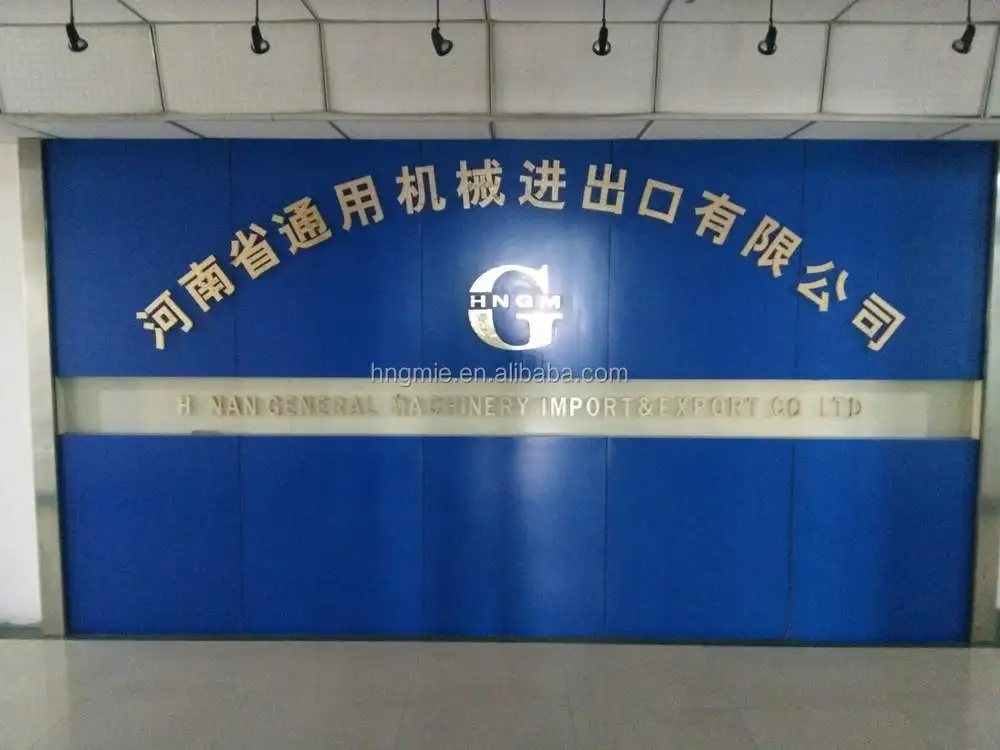 河南省通用机械进出口有限公司
HNGM
G
hngmie.en.alibaba.com
H NAN GENERAL MACHINERY IMPORT&EXPORT CO LTD